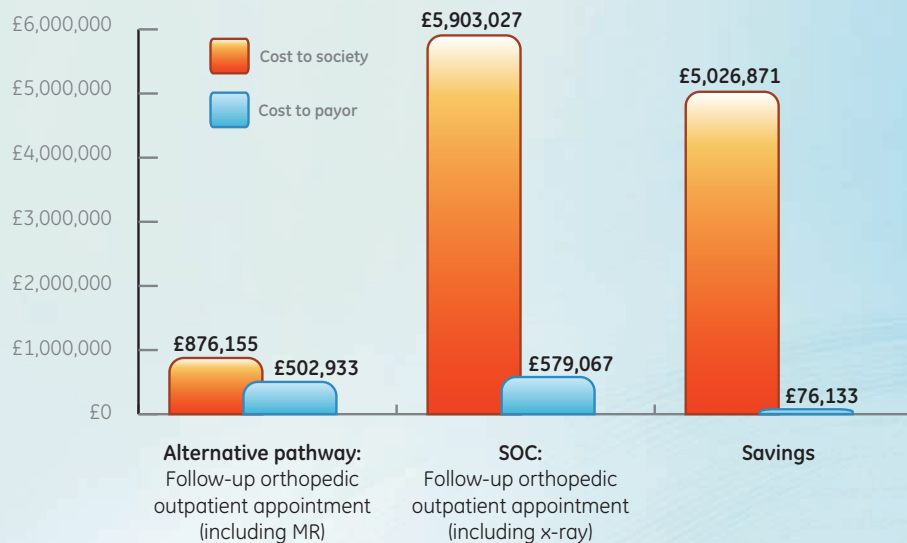 £6,000,000
£5,000,000
£4,000,000
£3,000,000
£2,000,000
£1,000,000
£0
Cost to society
Cost to payor
£876,155
£502,933
£5,903,027
£579,067
£5,026,871
£76,133
Alternative pathway:
Follow-up orthopedic
outpatient appointment
(including MR)
SOC:
Follow-up orthopedic
outpatient appointment
(including x-ray)
Savings